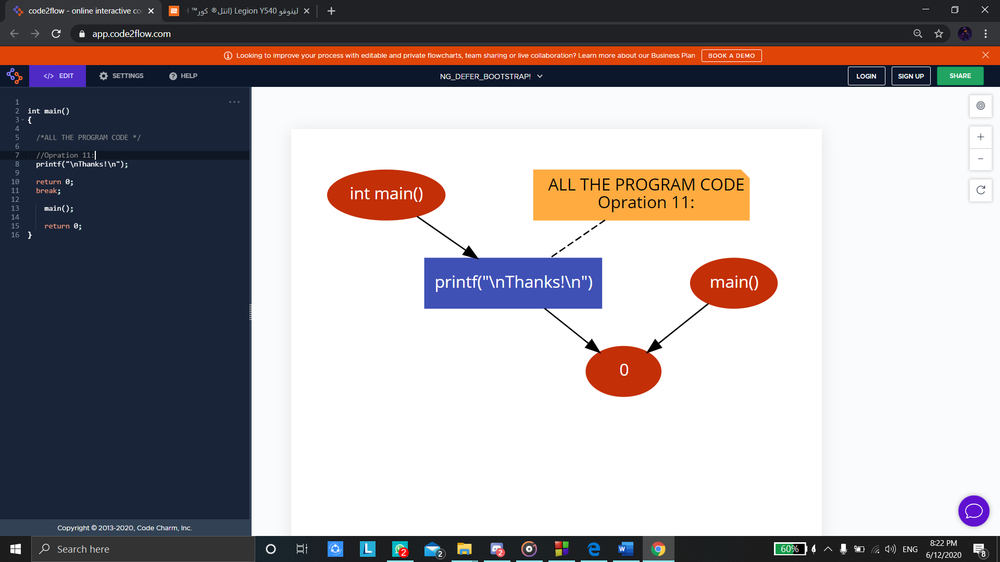 code2flow - online interactive co
لينوفو Legion Y540 (انتل® كور™
app.code2flow.com
Looking to improve your process with editable and private flowcharts, team sharing or live collaboration? Learn more about our Business Plan
BOOK A DEMO
</> EDIT
SETTINGS
HELP
NG_DEFER_BOOTSTRAP!
LOGIN
SIGN UP
SHARE
1
2 int main()
3 {
4
5 /*ALL THE PROGRAM CODE */
6
7 //Opration 11:
8 printf("\nThanks!\n");
9
10 return 0;
11 break;
12
13 main();
14
15 return 0;
16 }
int main()
ALL THE PROGRAM CODE
Opration 11:
printf("\nThanks!\n")
main()
0
Copyright © 2013-2020, Code Charm, Inc.
Search here
2
2
2
60%
ENG
8:22 PM
6/12/2020
8